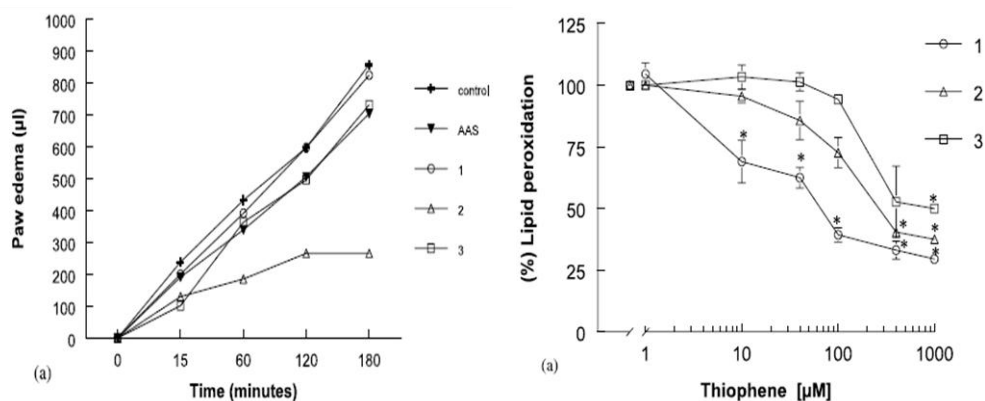 1000
900
800
700
600
500
400
300
200
100
0
Paw edema (µl)
0 15 60 120 180
Time (minutes)
(a)
control
AAS
1
2
3
125
100
75
50
25
0
(%) Lipid peroxidation
1 10 100 1000
Thiophene [µM]
(a)
* * * * * * * *
1
2
3